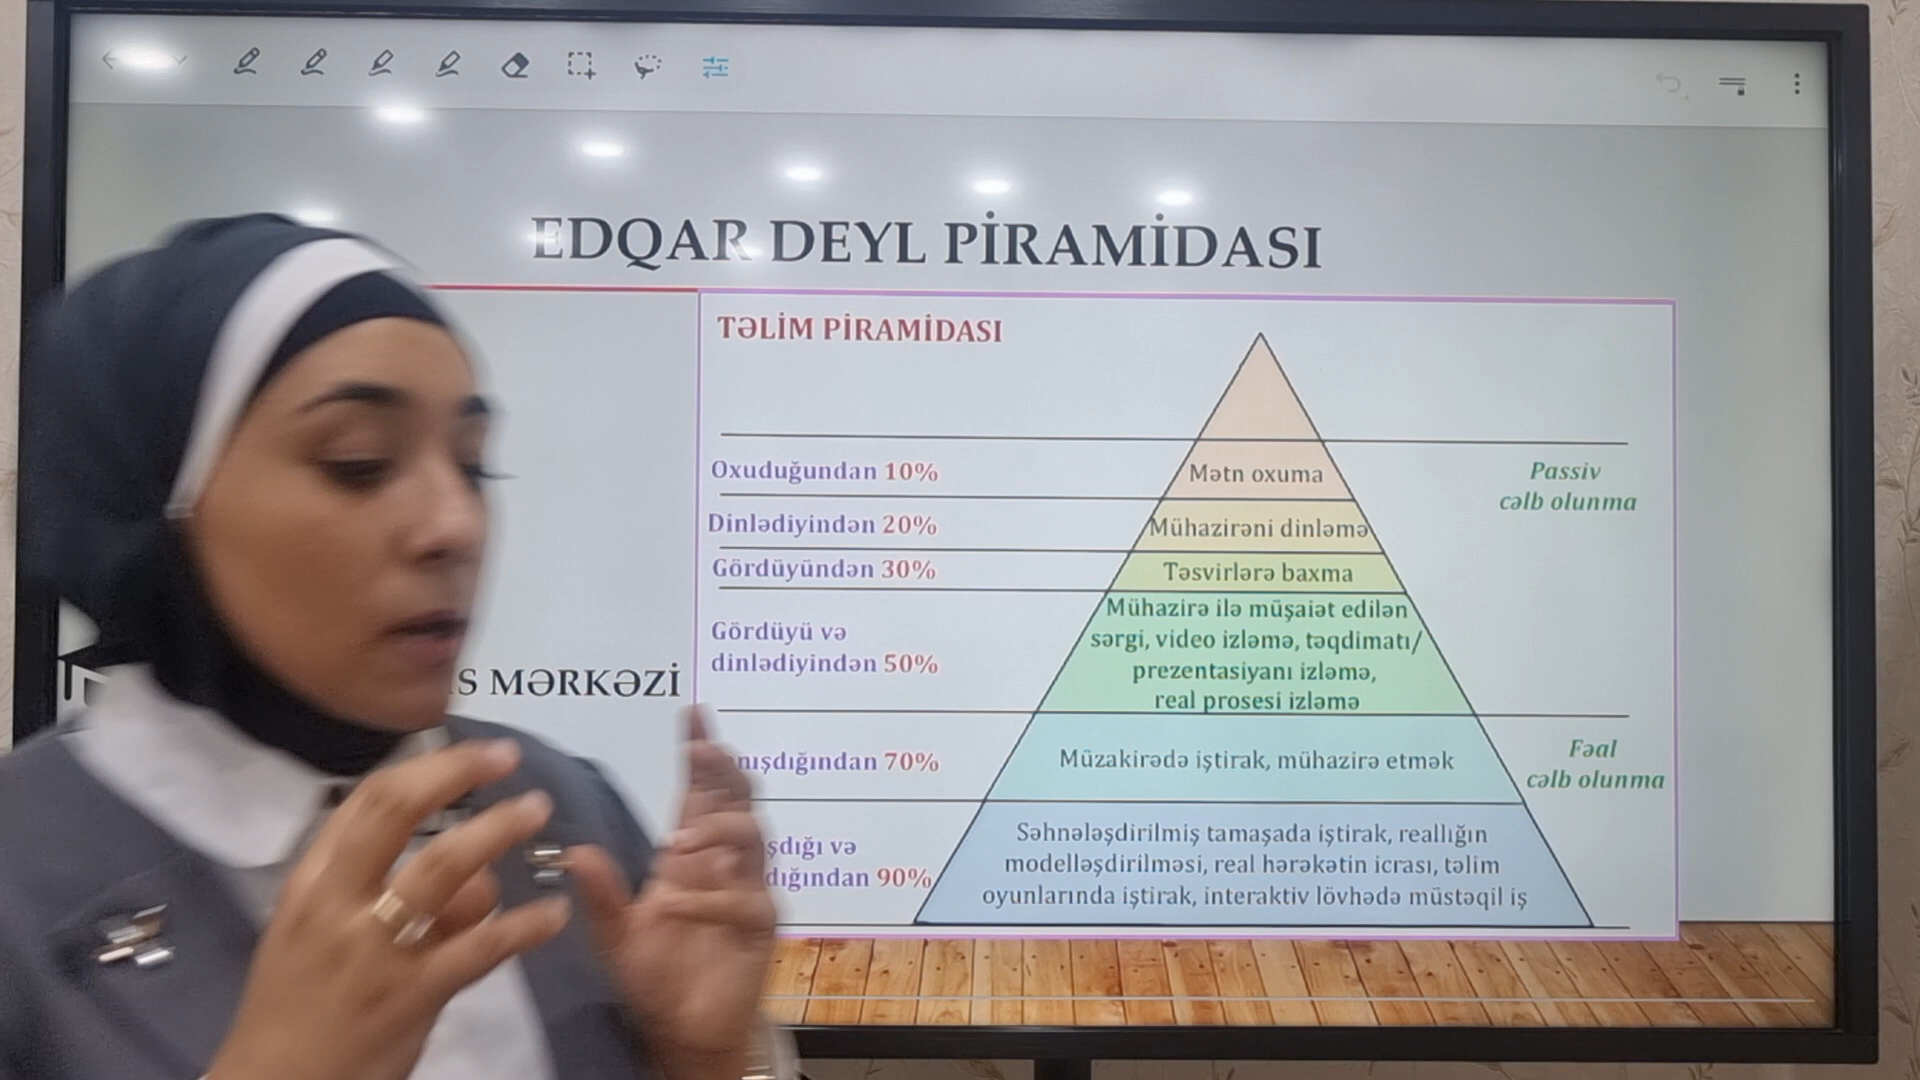 EDQAR DEYL PİRAMİDASI
TƏLİM PİRAMİDASI
Oxuduğundan 10%
Mətn oxuma
Passiv
cəlb olunma
Dinlədiyindən 20%
Mühazirəni dinləmə
Gördüyündən 30%
Təsvirlərə baxma
Gördüyü və
dinlədiyindən 50%
Mühazirə ilə müşaiət edilən
sərgi, video izləmə, təqdimatı/
prezentasiyanı izləmə,
real prosesi izləmə
MƏRKƏZİ
70%
Müzakirədə iştirak, mühazirə etmək
Fəal
cəlb olunma
və
90%
Səhnələşdirilmiş tamaşada iştirak, reallığın
modelləşdirilməsi, real hərəkətin icrası, təlim
oyunlarında iştirak, interaktiv lövhədə müstəqil iş